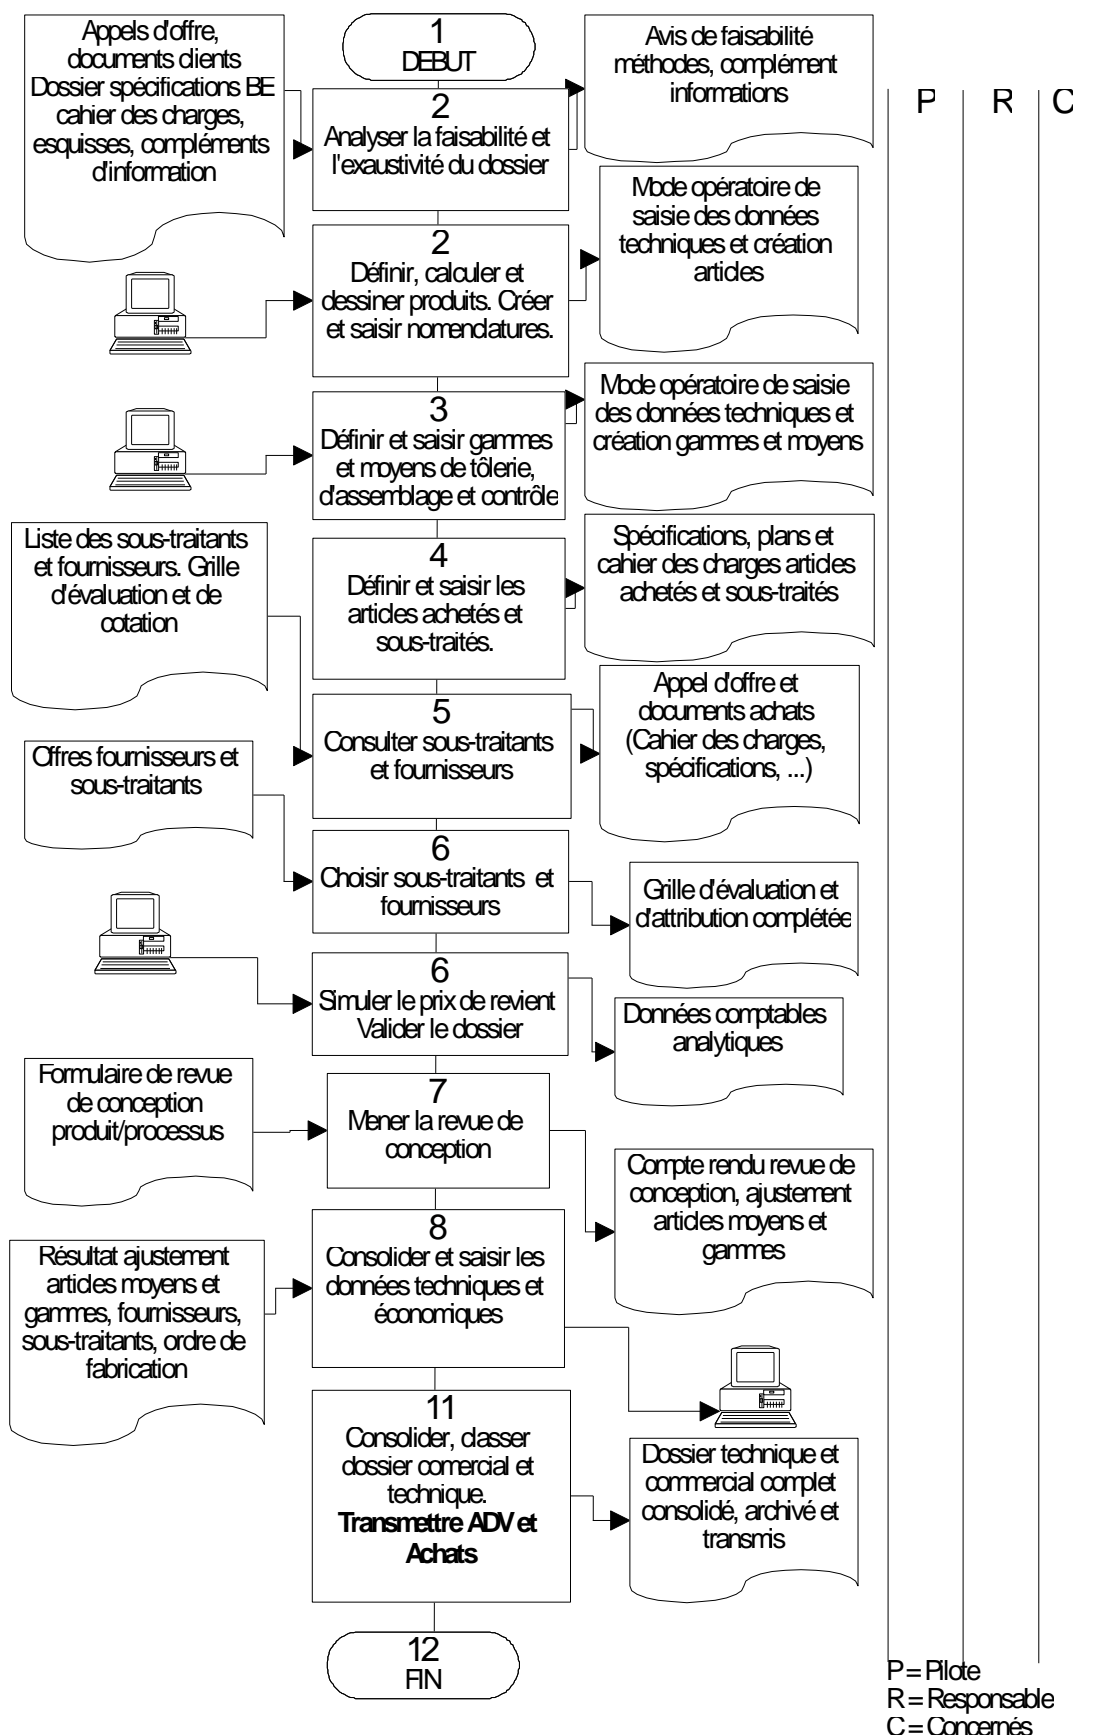 Appels d'offre,
documents clients
Dossier spécifications BE
cahier des charges,
esquisses, compléments
d'information
1
DEBUT
Avis de faisabilité
méthodes, complément
informations
P
R
C
2
Analyser la faisabilité et
l'exaustivité du dossier
Mode opératoire de
saisie des données
techniques et création
articles
2
Définir, calculer et
dessiner produits. Créer
et saisir nomenclatures.
Mode opératoire de saisie
des données techniques et
création gammes et moyens
3
Définir et saisir gammes
et moyens de tôlerie,
d'assemblage et contrôle
Liste des sous-traitants
et fournisseurs. Grille
d'évaluation et de
cotation
4
Définir et saisir les
articles achetés et
sous-traités.
Spécifications, plans et
cahier des charges articles
achetés et sous-traités
5
Consulter sous-traitants
et fournisseurs
Appel d'offre et
documents achats
(Cahier des charges,
spécifications, ...)
Offres fournisseurs et
sous-traitants
6
Choisir sous-traitants et
fournisseurs
Grille d'évaluation et
d'attribution complétée
6
Simuler le prix de revient
Valider le dossier
Données comptables
analytiques
Formulaire de revue
de conception
produit/processus
7
Mener la revue de
conception
Compte rendu revue de
conception, ajustement
articles moyens et
gammes
Résultat ajustement
articles moyens et
gammes, fournisseurs,
sous-traitants, ordre de
fabrication
8
Consolider et saisir les
données techniques et
économiques
11
Consolider, classer
dossier comercial et
technique.
Transmettre ADV et
Achats
Dossier technique et
commercial complet
consolidé, archivé et
transmis
12
FIN
P = Pilote
R = Responsable
C = Concernés